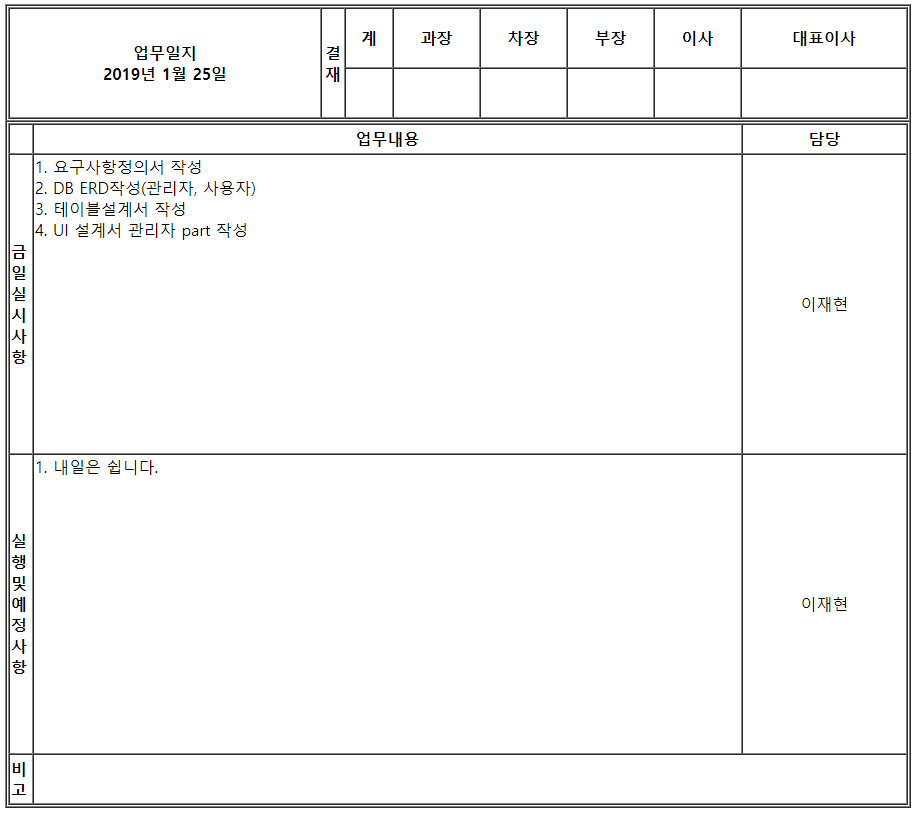 업무일지
2019년 1월 25일
결재
계 과장 차장 부장 이사 대표이사
업무내용 담당
금일실시사항
1. 요구사항정의서 작성
2. DB ERD작성(관리자, 사용자)
3. 테이블설계서 작성
4. UI 설계서 관리자 part 작성
이재현
실행및예정사항
1. 내일은 쉽니다.
이재현
비고